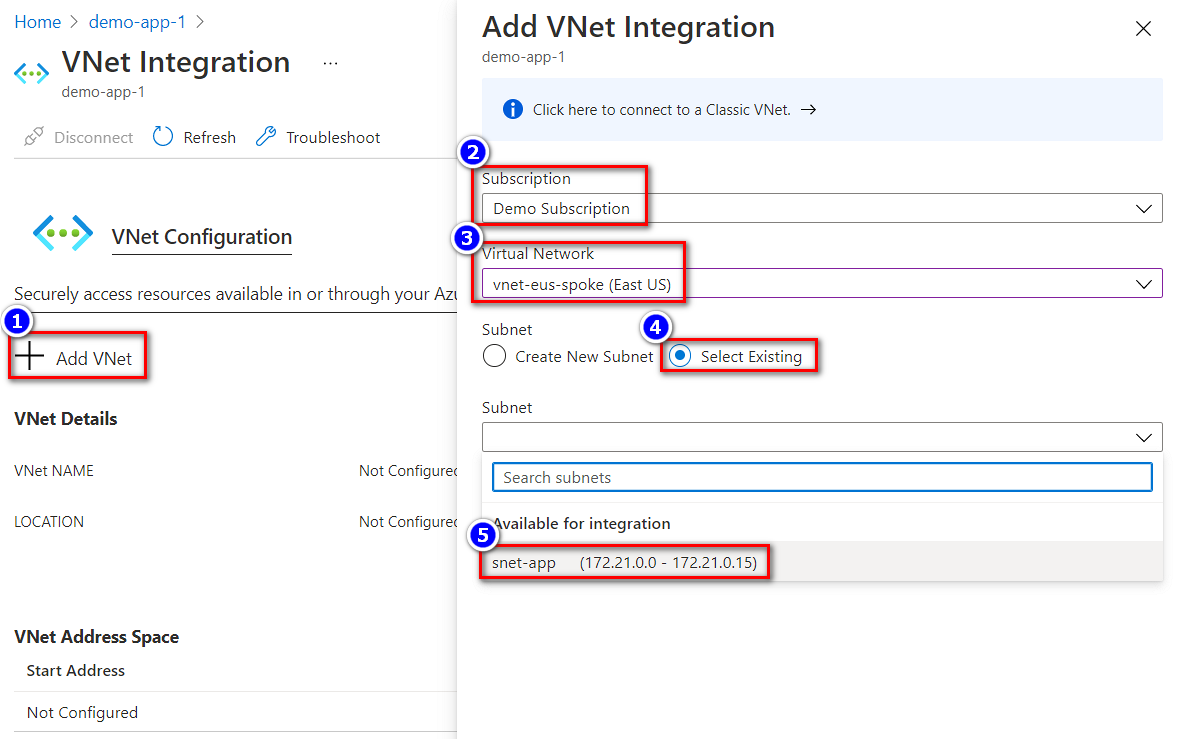 Home > demo-app-1 >
VNet Integration ...
demo-app-1
Disconnect Refresh Troubleshoot
VNet Configuration
Securely access resources available in or through your Azu
1
Add VNet
VNet Details
VNet NAME Not Configured
LOCATION Not Configured
VNet Address Space
Start Address
Not Configured
Add VNet Integration
demo-app-1
Click here to connect to a Classic VNet. →
2
Subscription
Demo Subscription
3
Virtual Network
vnet-eus-spoke (East US)
Subnet
4
Create New Subnet Select Existing
Subnet
Search subnets
Available for integration
5
snet-app (172.21.0.0 - 172.21.0.15)